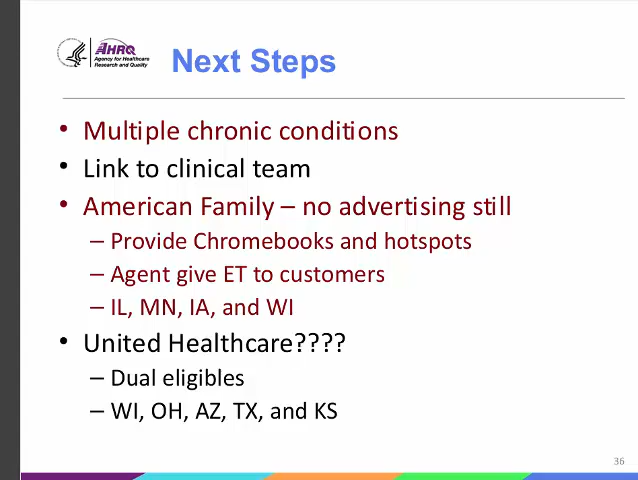 AHRQ
Agency for Healthcare
Research and Quality
Next Steps
• Multiple chronic conditions
• Link to clinical team
• American Family – no advertising still
– Provide Chromebooks and hotspots
– Agent give ET to customers
– IL, MN, IA, and WI
• United Healthcare????
– Dual eligibles
– WI, OH, AZ, TX, and KS
36